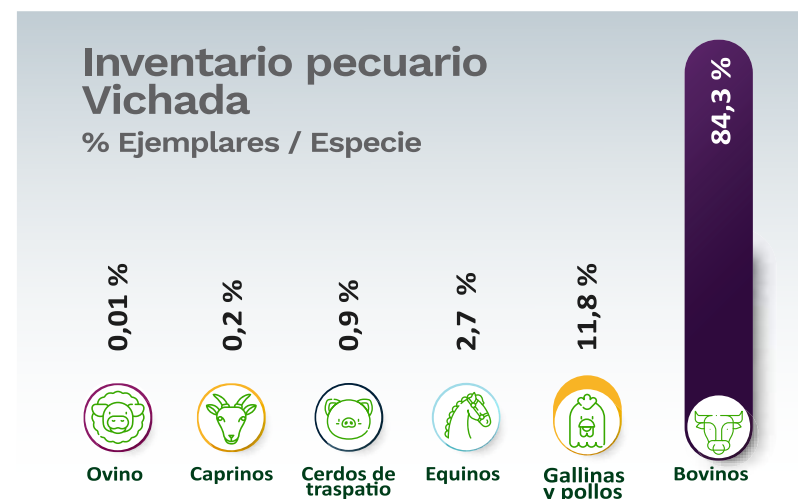 Inventario pecuario
Vichada
% Ejemplares / Especie
0,01 %
0,2 %
0,9 %
2,7 %
11,8 %
84,3 %
Ovino
Caprinos
Cerdos de
traspatio
Equinos
Gallinas
y pollos
Bovinos